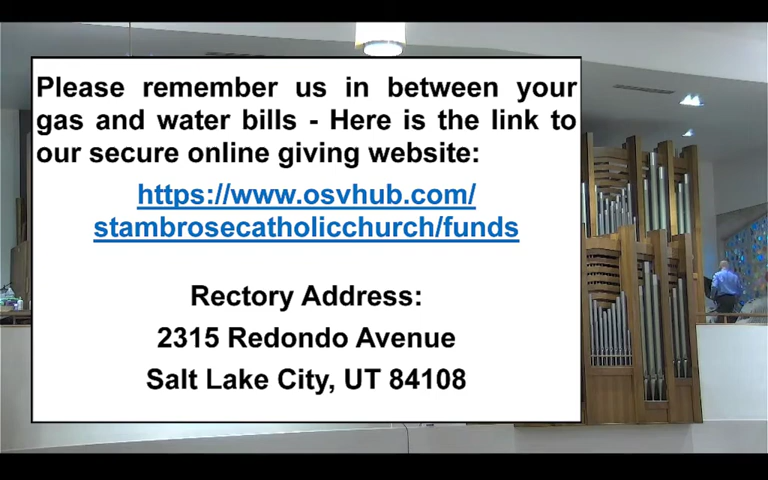 Please remember us in between your
gas and water bills - Here is the link to
our secure online giving website:
https://www.osvhub.com/
stambrosecatholicchurch/funds
Rectory Address:
2315 Redondo Avenue
Salt Lake City, UT 84108